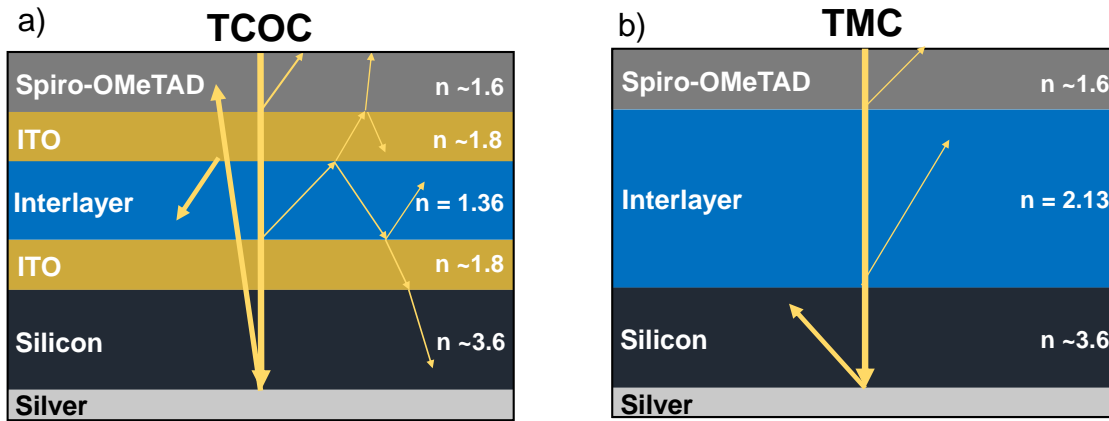 a)
TCOC
Spiro-OMeTAD n ~1.6
ITO n ~1.8
Interlayer n = 1.36
ITO n ~1.8
Silicon n ~3.6
Silver
b)
TMC
Spiro-OMeTAD n ~1.6
Interlayer n = 2.13
Silicon n ~3.6
Silver